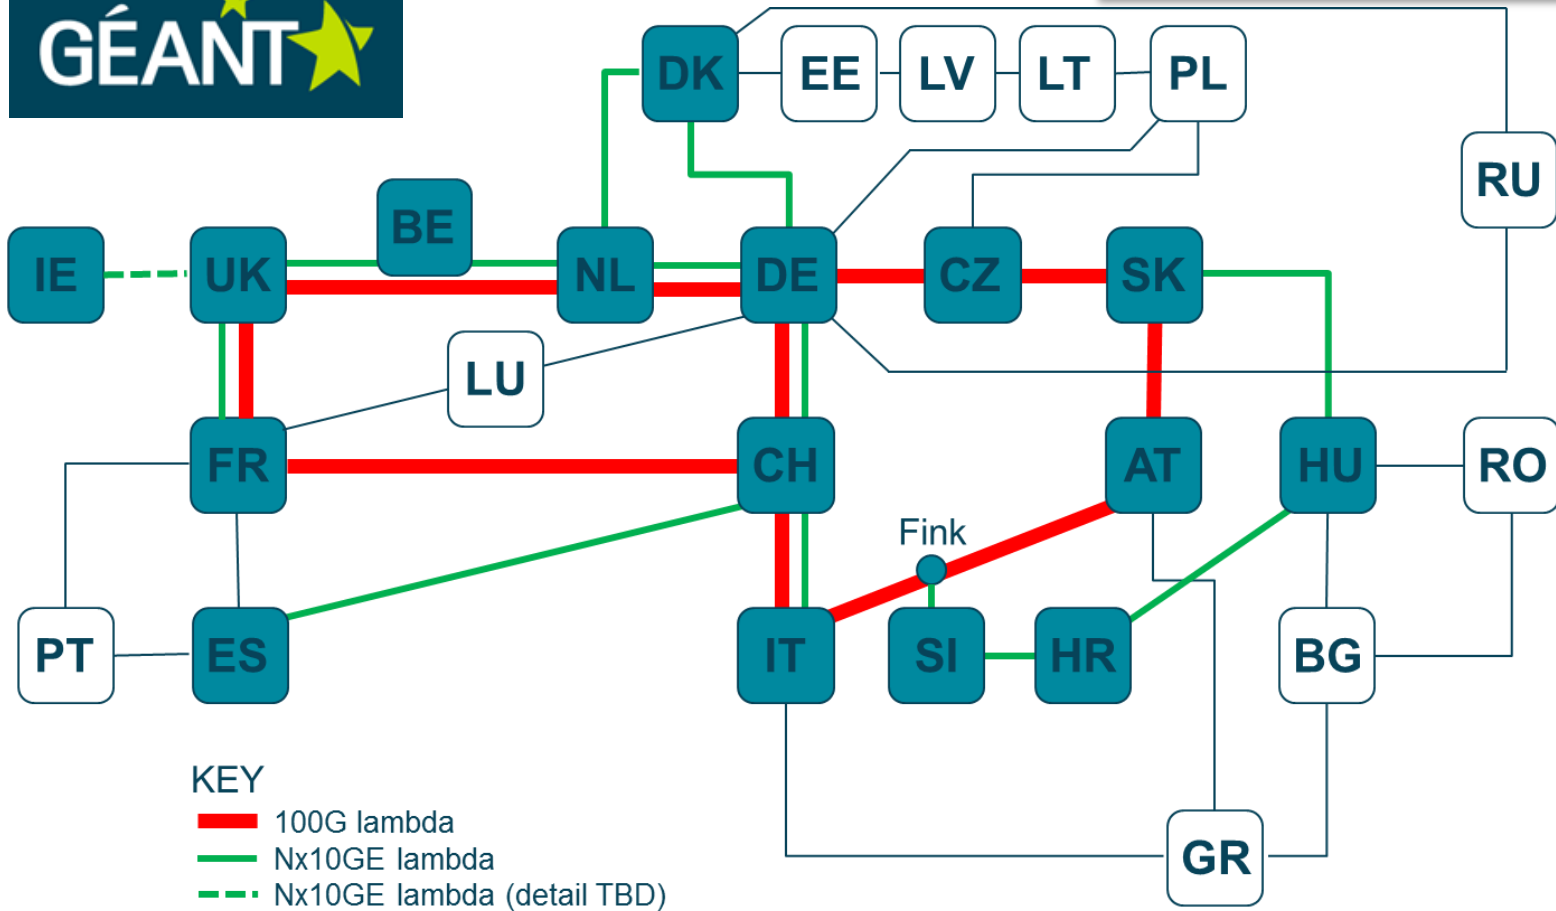 GÉANT
DK EE LV LT PL
RU
BE
IE UK NL DE CZ SK
LU
FR CH AT HU RO
Fink
PT ES IT SI HR BG
GR
KEY
100G lambda
Nx10GE lambda
Nx10GE lambda (detail TBD)